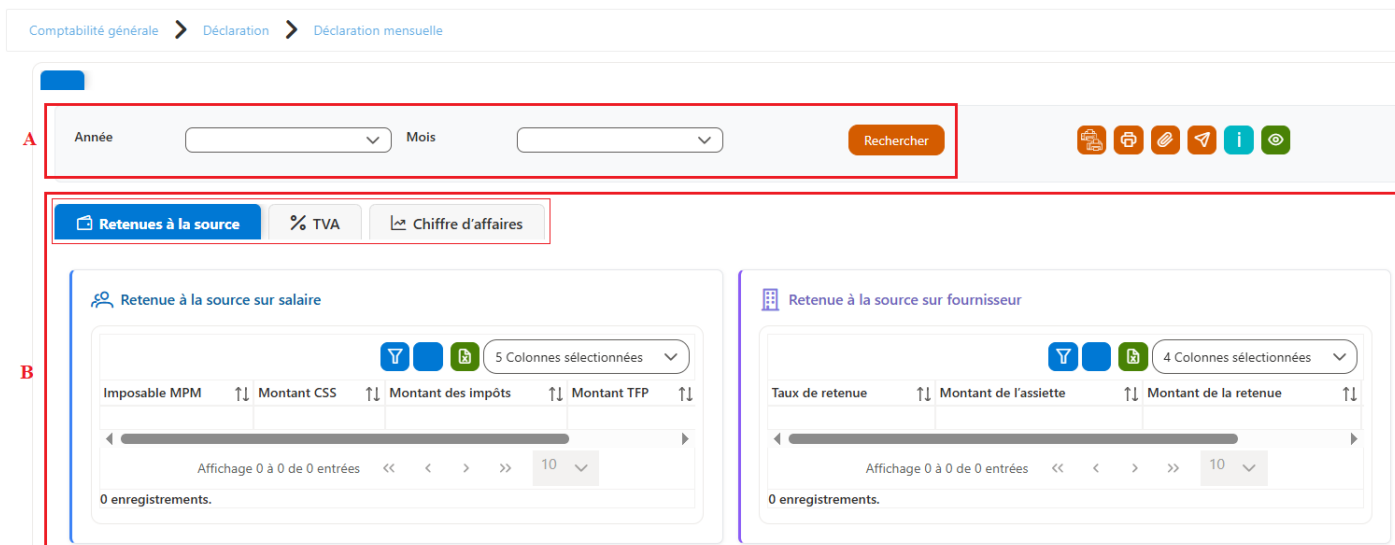 Comptabilité générale Déclaration Déclaration mensuelle
A
Année Mois Rechercher
i
Retenues à la source TVA Chiffre d'affaires
B
Retenue à la source sur salaire
5 Colonnes sélectionnées
Imposable MPM Montant CSS Montant des impôts Montant TFP
Affichage 0 à 0 de 0 entrées << < > >> 10
0 enregistrements.
Retenue à la source sur fournisseur
4 Colonnes sélectionnées
Taux de retenue Montant de l'assiette Montant de la retenue
Affichage 0 à 0 de 0 entrées << < > >> 10
0 enregistrements.